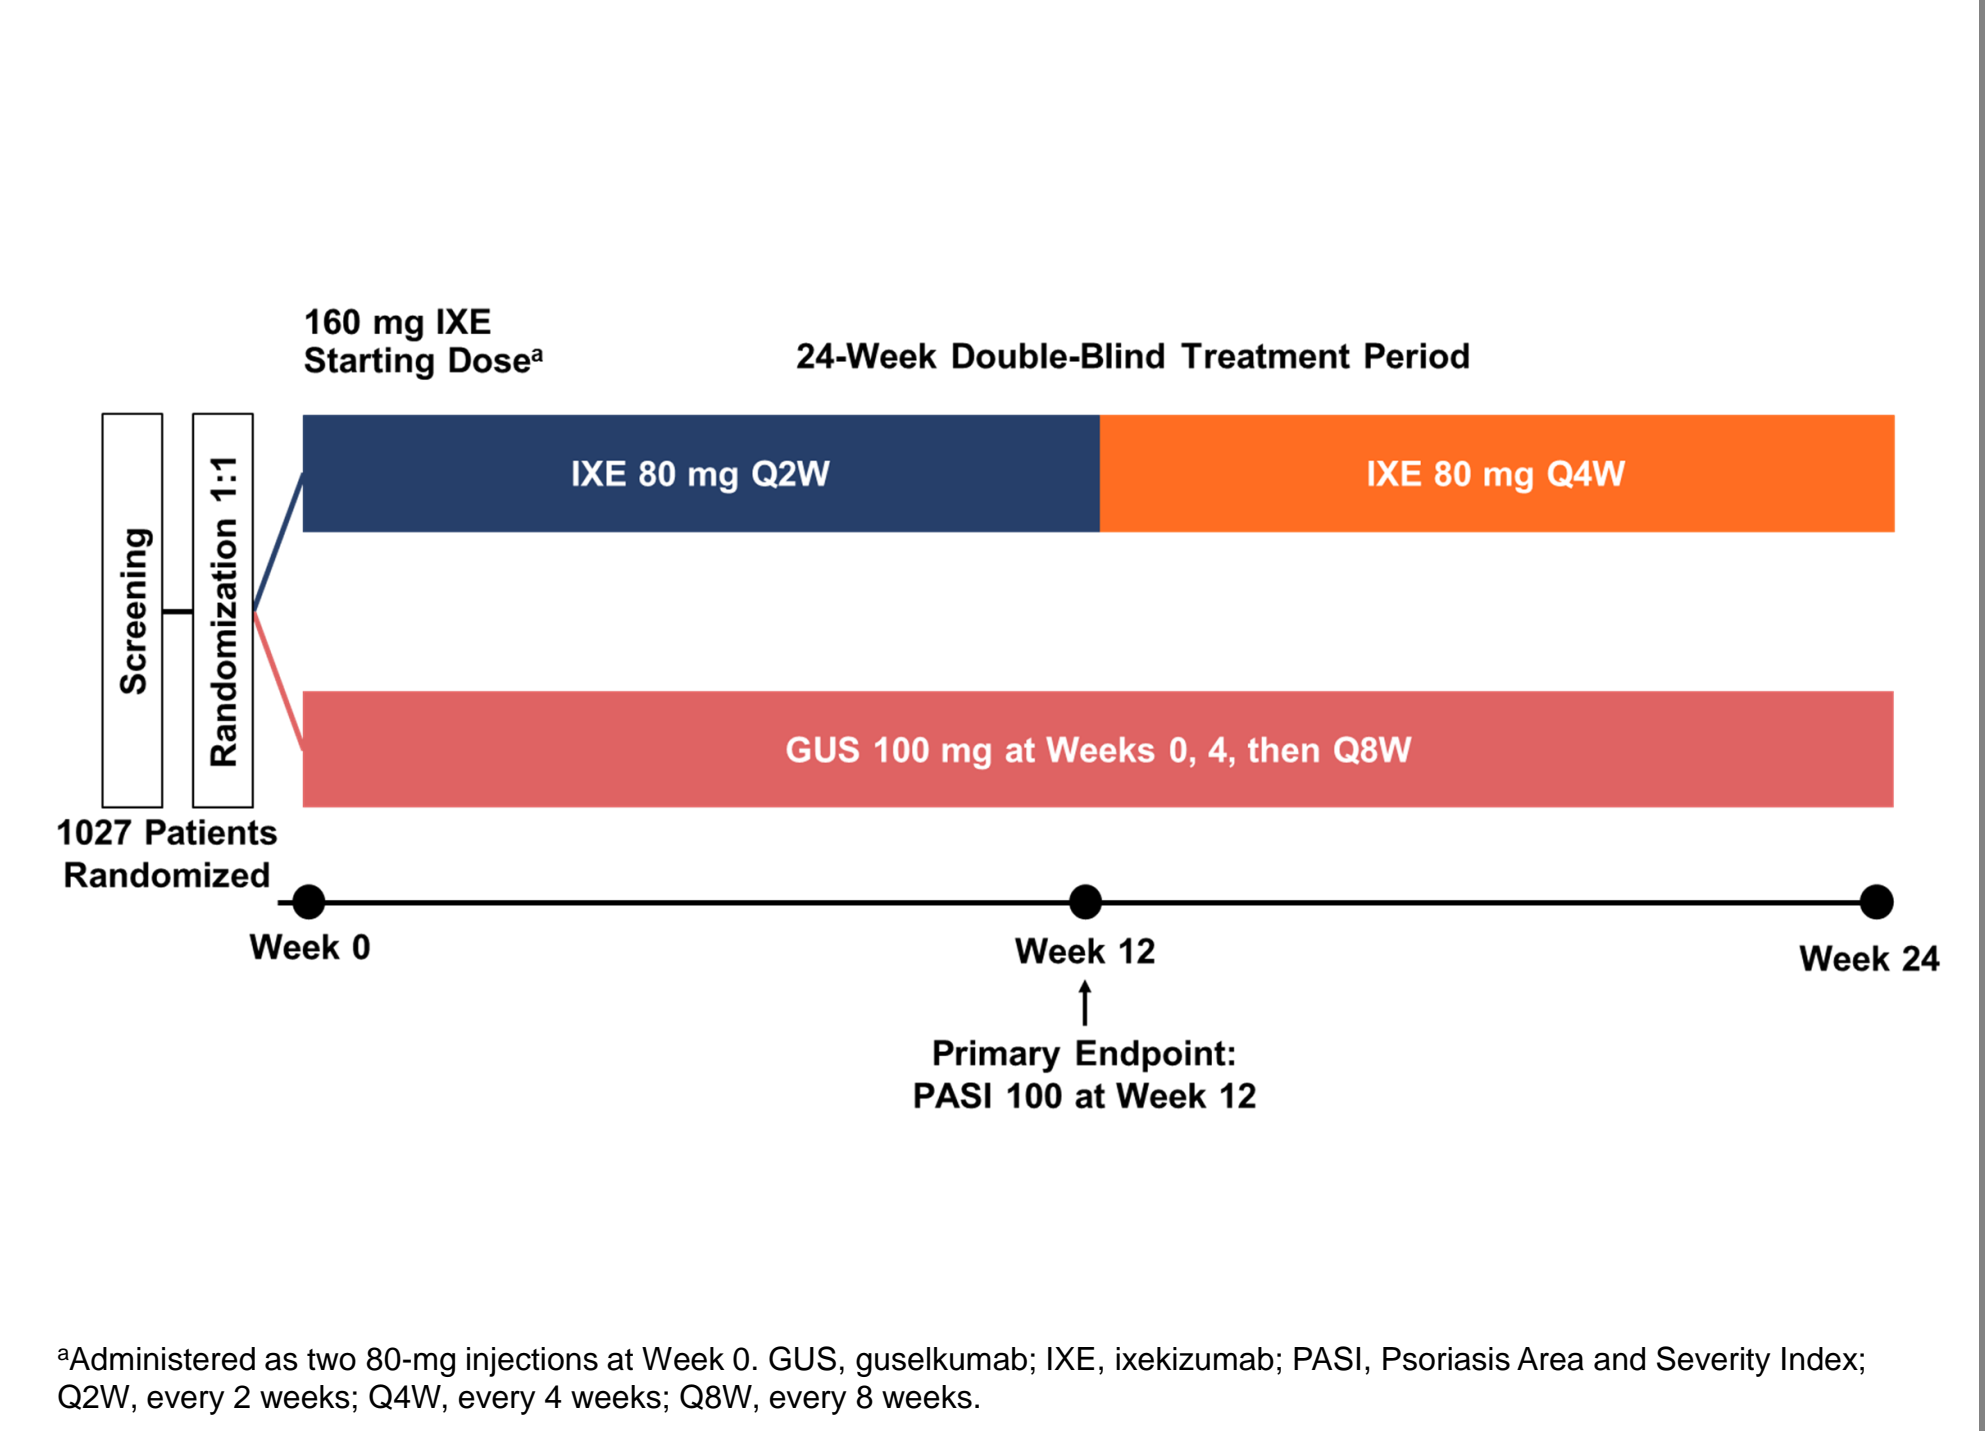 160 mg IXE
Starting Doseᵃ
24-Week Double-Blind Treatment Period
Screening
Randomization 1:1
IXE 80 mg Q2W
IXE 80 mg Q4W
GUS 100 mg at Weeks 0, 4, then Q8W
1027 Patients
Randomized
Week 0
Week 12
Week 24
Primary Endpoint:
PASI 100 at Week 12
ᵃAdministered as two 80-mg injections at Week 0. GUS, guselkumab; IXE, ixekizumab; PASI, Psoriasis Area and Severity Index;
Q2W, every 2 weeks; Q4W, every 4 weeks; Q8W, every 8 weeks.